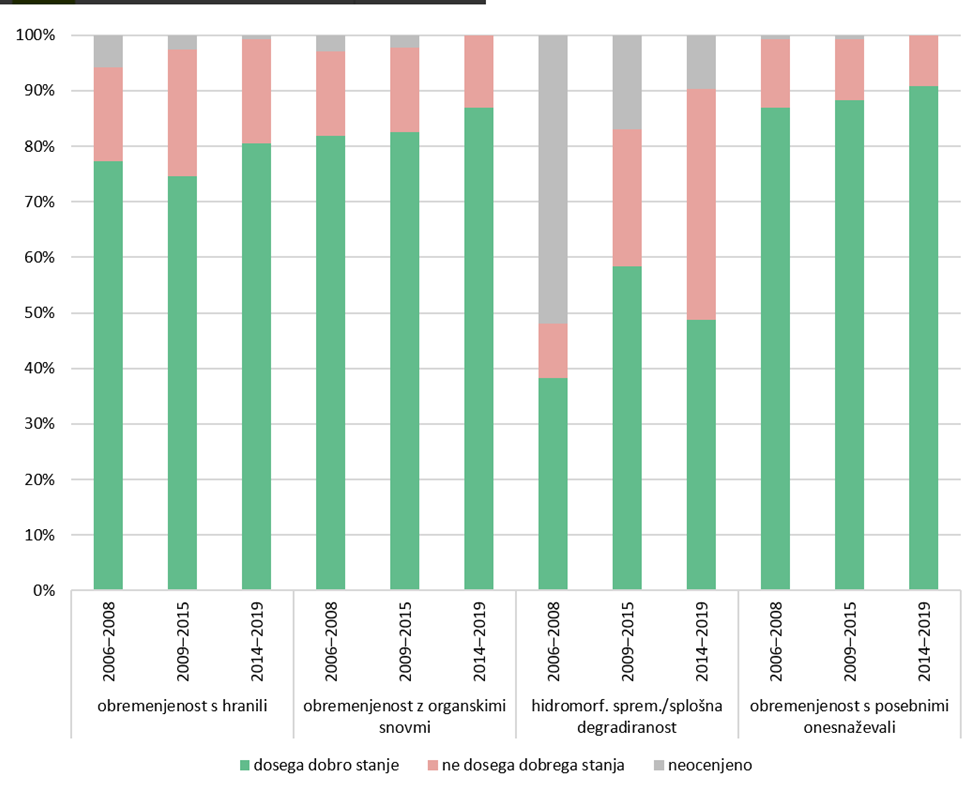 100%
90%
80%
70%
60%
50%
40%
30%
20%
10%
0%
2006–2008
2009–2015
2014–2019
2006–2008
2009–2015
2014–2019
2006–2008
2009–2015
2014–2019
2006–2008
2009–2015
2014–2019
obremenjenost s hranili
obremenjenost z organskimi
snovmi
hidromorf. sprem./splošna
degradiranost
obremenjenost s posebnimi
onesnaževali
dosega dobro stanje
ne dosega dobrega stanja
neocenjeno